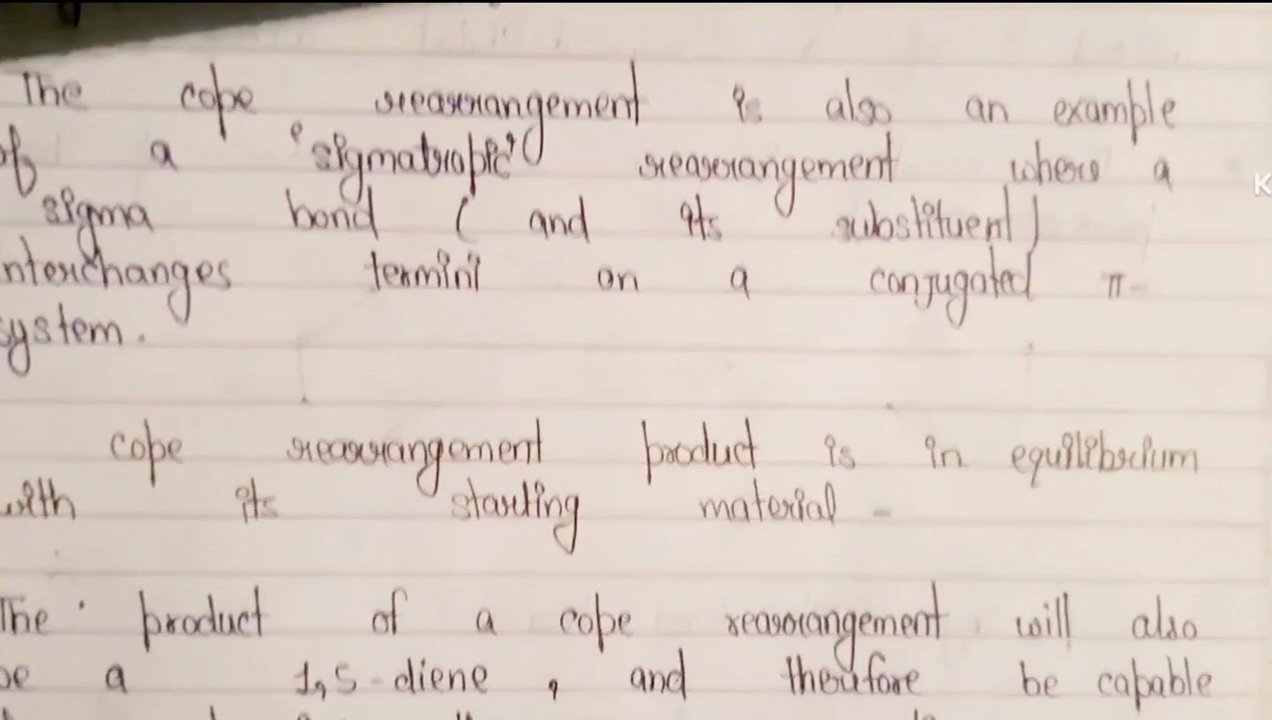 The cope rearrangement is also an example
of a 'sigmatropic' rearrangement where a
sigma bond ( and its substituent )
nterchanges termini on a conjugated π-
system.
cope rearrangement product is in equilibrium
with its starting material -
The product of a cope rearrangement will also
be a 1,5-diene , and therefore be capable
K